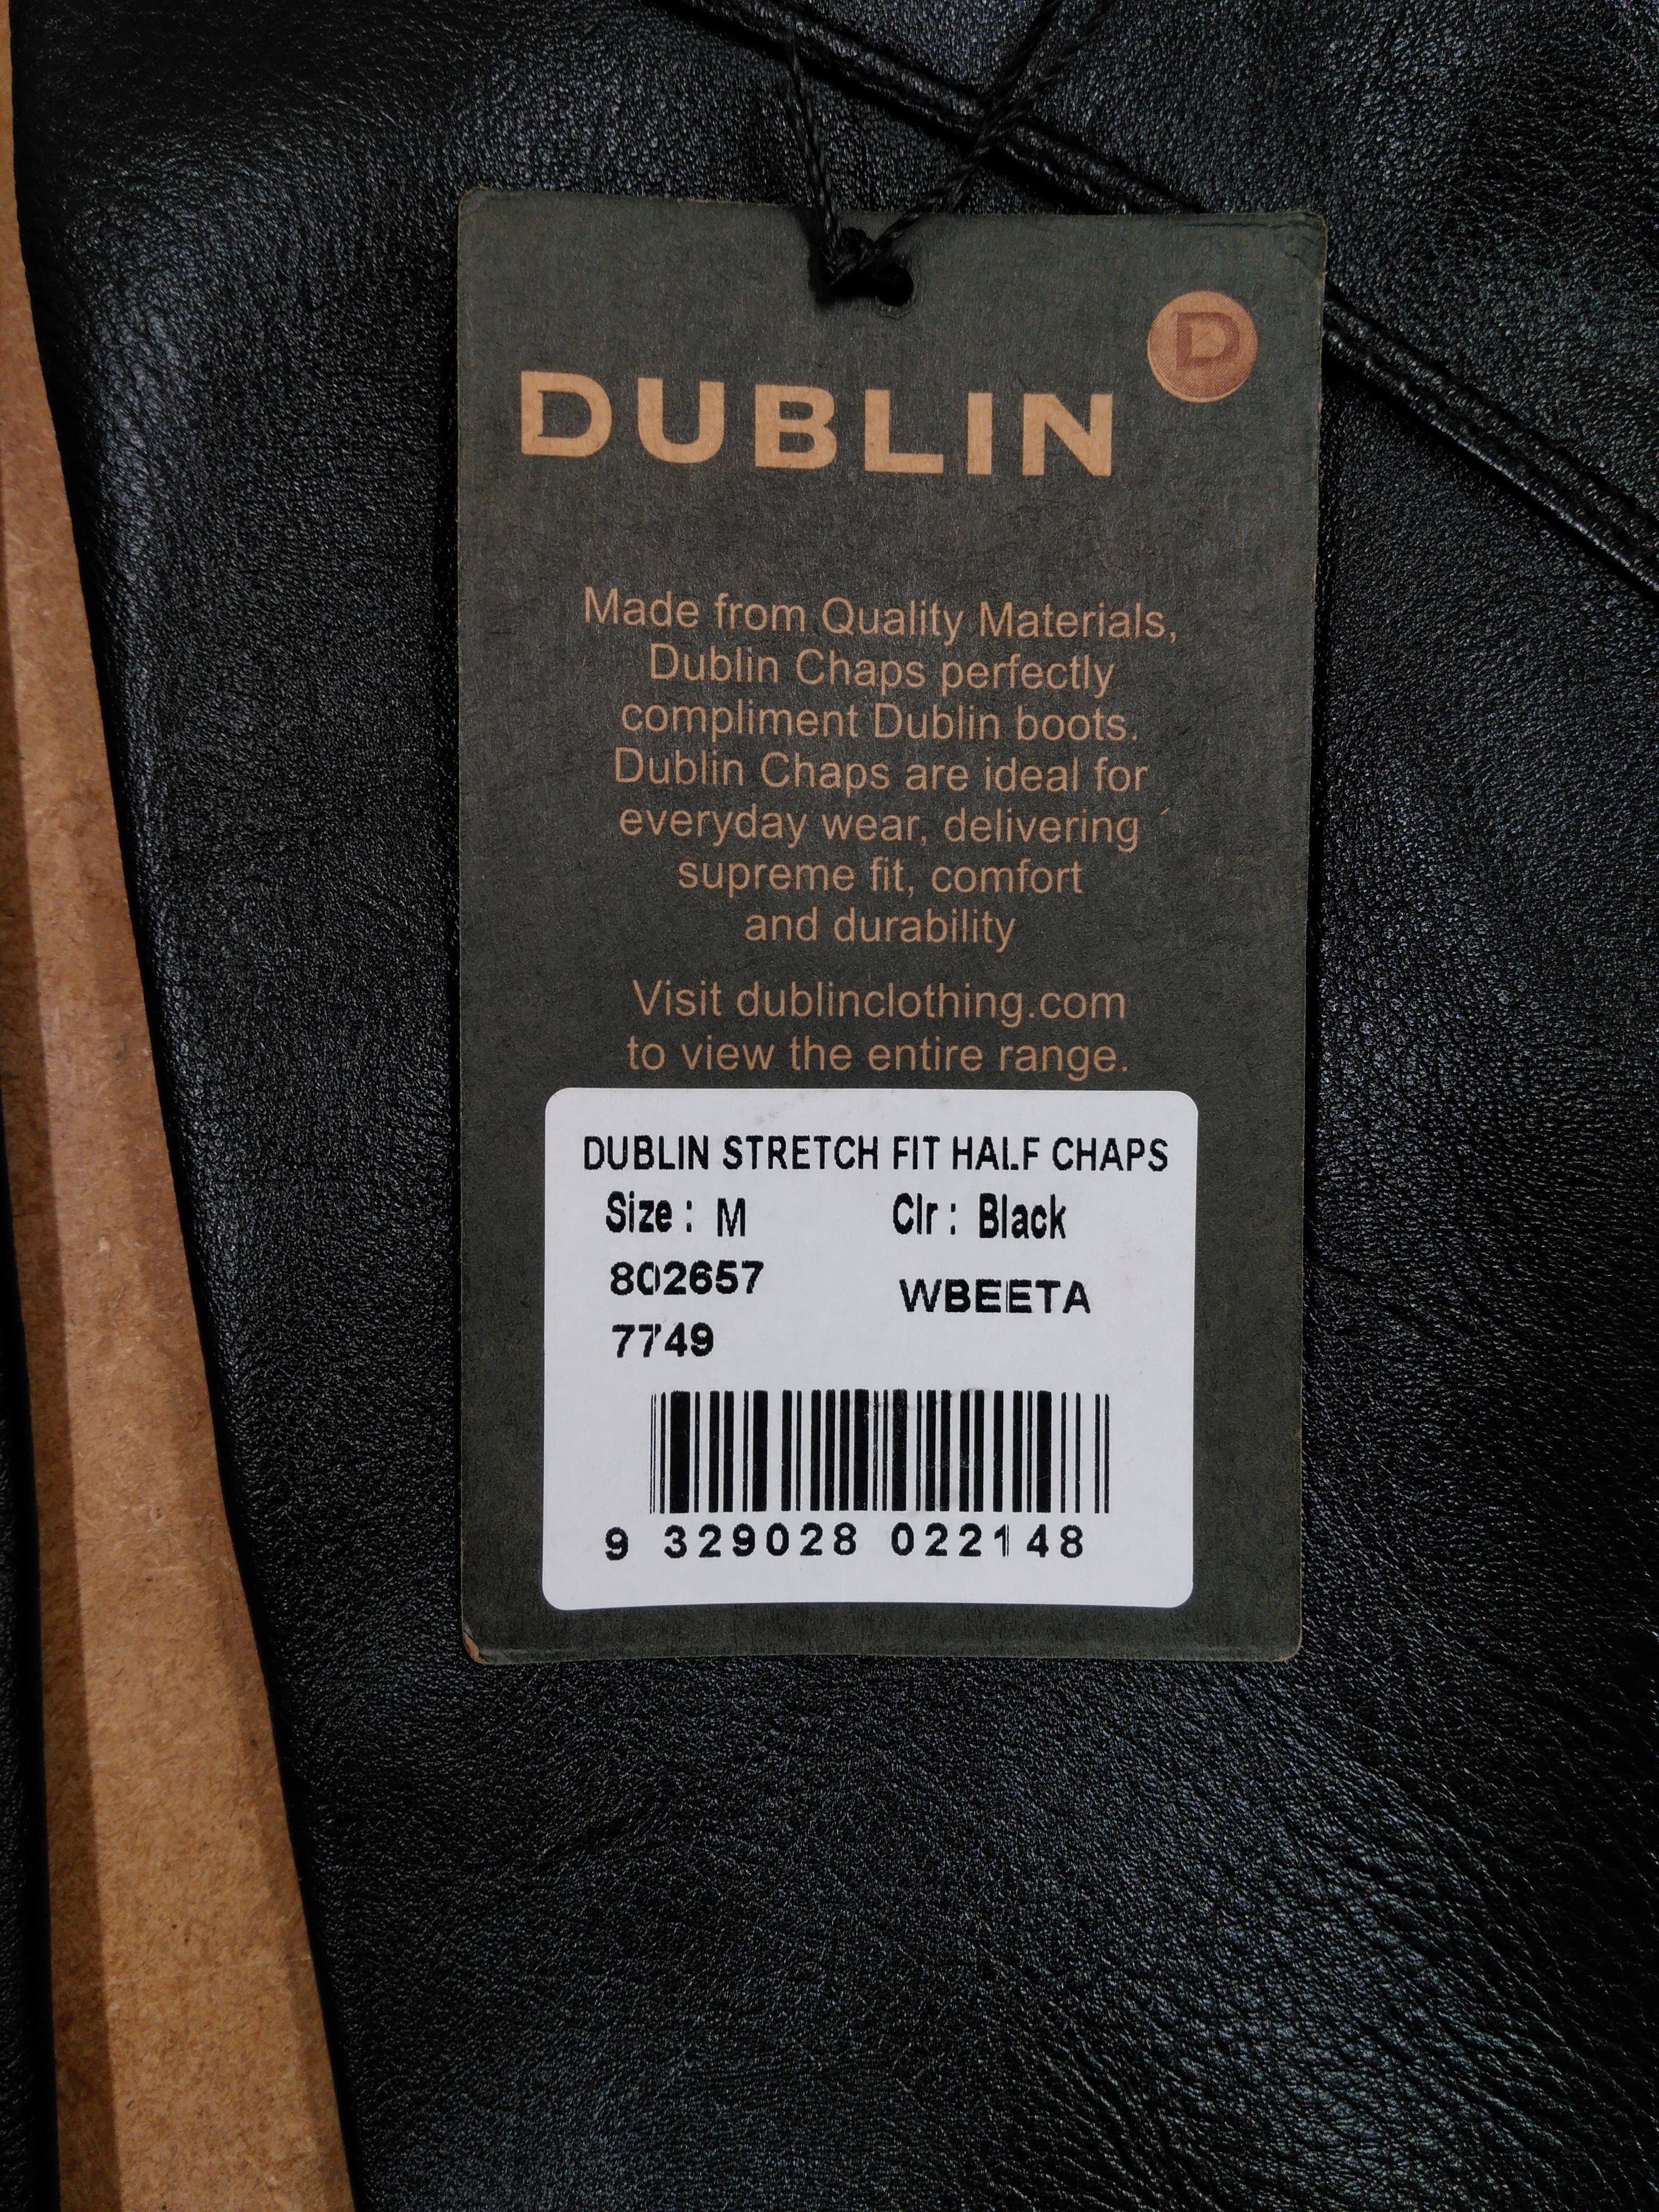 D
DUBLIN
Made from Quality Materials,
Dublin Chaps perfectly
compliment Dublin boots.
Dublin Chaps are ideal for
everyday wear, delivering
supreme fit, comfort
and durability
Visit dublinclothing.com
to view the entire range.
DUBLIN STRETCH FIT HALF CHAPS
Size : M Clr : Black
802657 WBEETA
7749
9 329028 022148